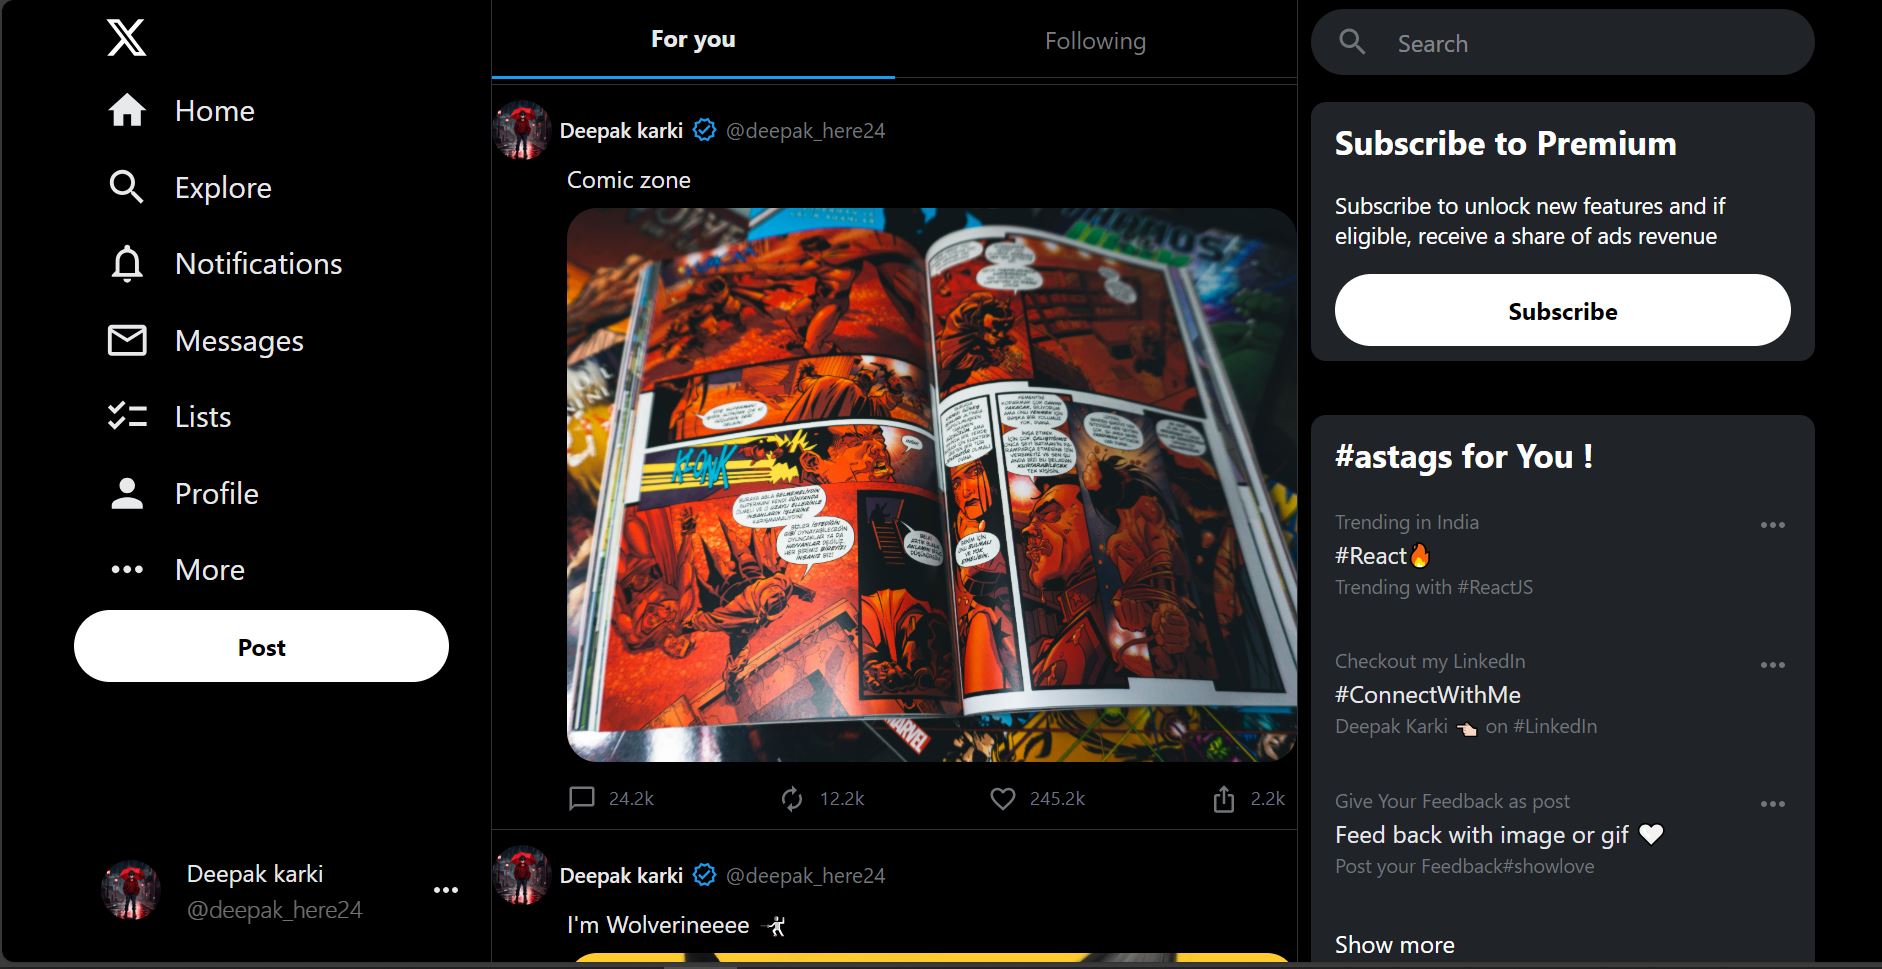 Home
Explore
Notifications
Messages
Lists
Profile
More
Post
Deepak karki
@deepak_here24
For you
Following
Deepak karki @deepak_here24
Comic zone
KLONK
MARVEL
24.2k
12.2k
245.2k
2.2k
Deepak karki @deepak_here24
I'm Wolverineeee
Search
Subscribe to Premium
Subscribe to unlock new features and if
eligible, receive a share of ads revenue
Subscribe
#astags for You !
Trending in India
#React🔥
Trending with #ReactJS
Checkout my LinkedIn
#ConnectWithMe
Deepak Karki 👈🏻 on #LinkedIn
Give Your Feedback as post
Feed back with image or gif 🤍
Post your Feedback#showlove
Show more